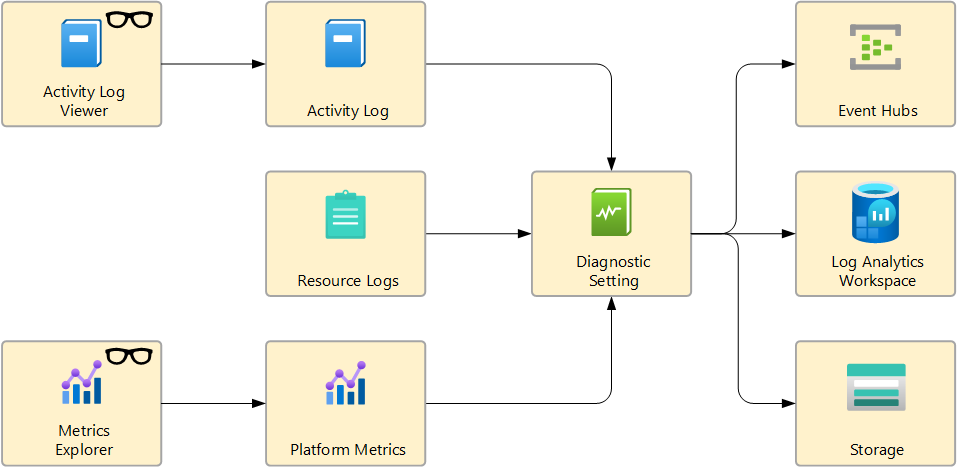 Activity Log
Viewer
Activity Log
Event Hubs
Resource Logs
Diagnostic
Setting
Log Analytics
Workspace
Metrics
Explorer
Platform Metrics
Storage